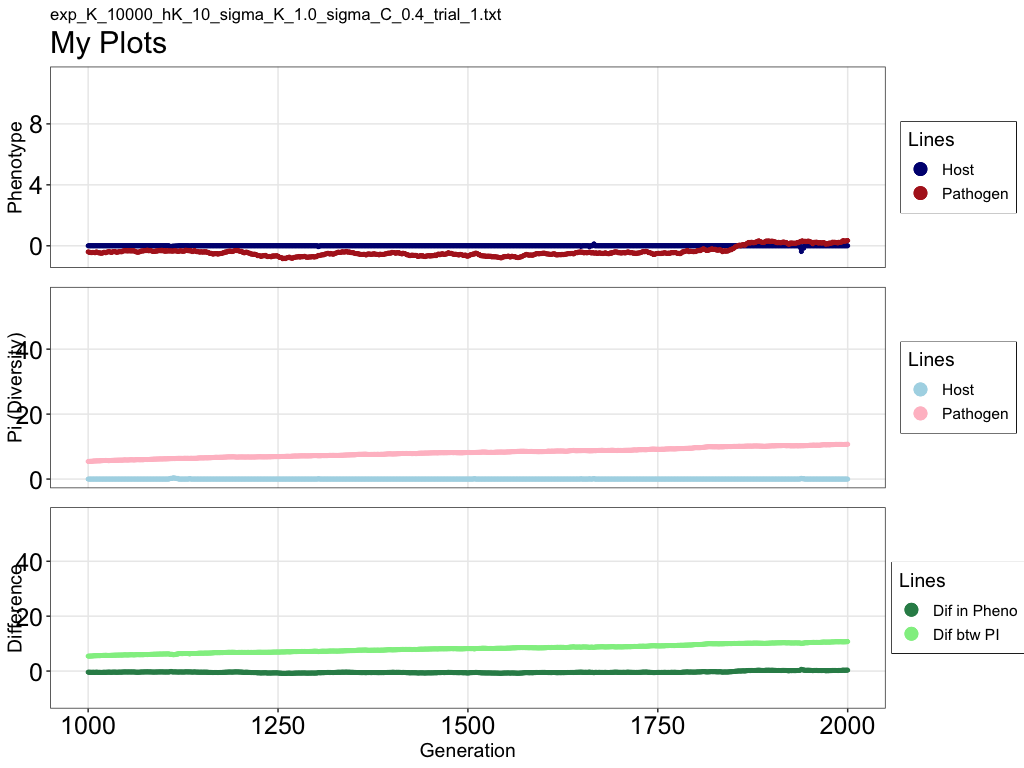 exp_K_10000_hK_10_sigma_K_1.0_sigma_C_0.4_trial_1.txt
My Plots
Phenotype
8
4
0
Lines
Host
Pathogen
Pi (Diversity)
40
20
0
Lines
Host
Pathogen
Difference
40
20
0
Lines
Dif in Pheno
Dif btw PI
1000 1250 1500 1750 2000
Generation